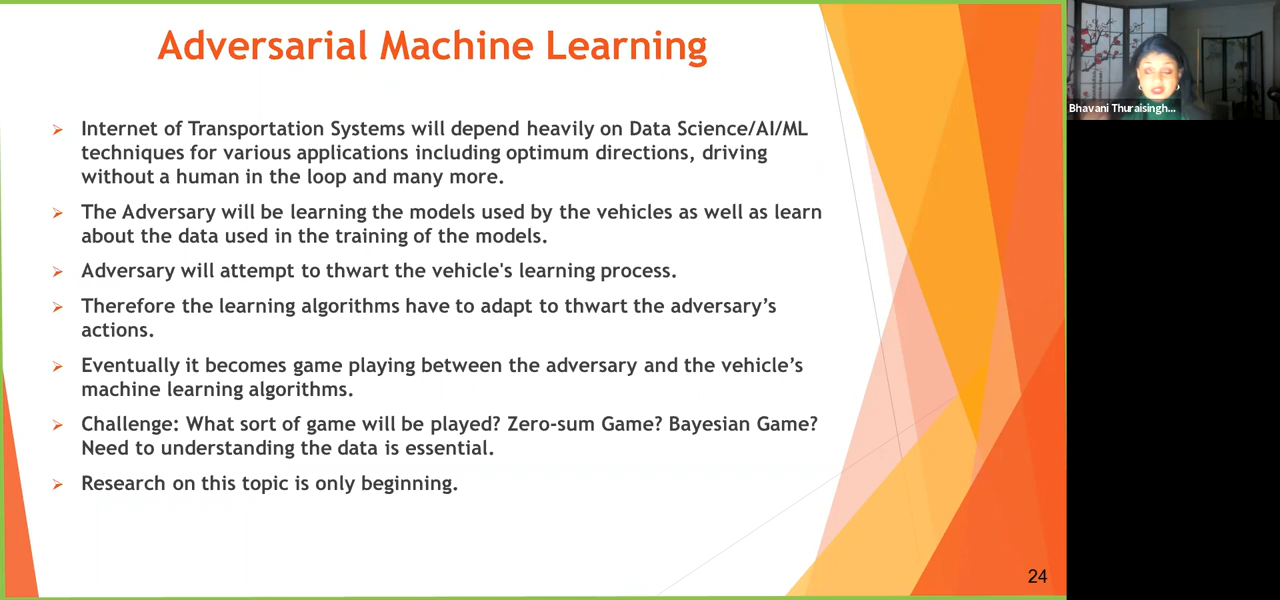 Adversarial Machine Learning
Internet of Transportation Systems will depend heavily on Data Science/AI/ML
techniques for various applications including optimum directions, driving
without a human in the loop and many more.
The Adversary will be learning the models used by the vehicles as well as learn
about the data used in the training of the models.
Adversary will attempt to thwart the vehicle's learning process.
Therefore the learning algorithms have to adapt to thwart the adversary’s
actions.
Eventually it becomes game playing between the adversary and the vehicle’s
machine learning algorithms.
Challenge: What sort of game will be played? Zero-sum Game? Bayesian Game?
Need to understanding the data is essential.
Research on this topic is only beginning.
24
Bhavani Thuraisingh...